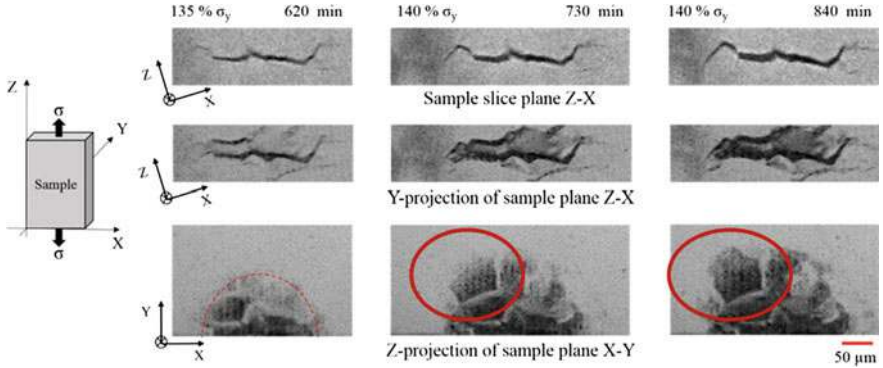 135 % σy 620 min 140 % σy 730 min 140 % σy 840 min
Z
X
Sample slice plane Z-X
Z
σ
Y
Sample
X
σ
Z
X
Y-projection of sample plane Z-X
Y
X
Z-projection of sample plane X-Y
50 µm